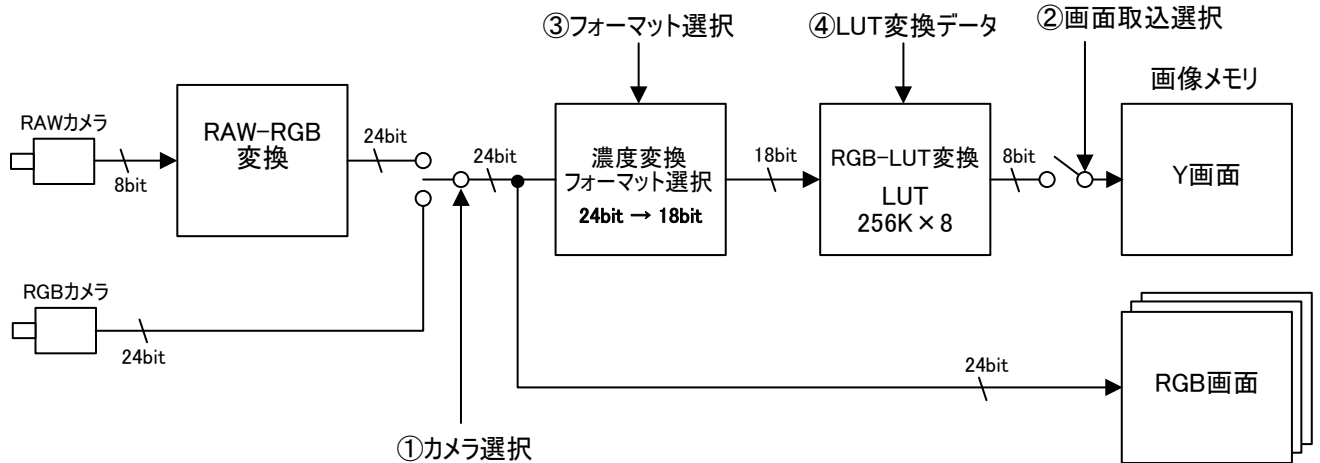 ③フォーマット選択
④LUT変換データ
②画面取込選択
画像メモリ
RAWカメラ
8bit
RAW-RGB
変換
24bit
24bit
濃度変換
フォーマット選択
24bit → 18bit
18bit
RGB-LUT変換
LUT
256K×8
8bit
Y画面
RGBカメラ
24bit
24bit
RGB画面
①カメラ選択